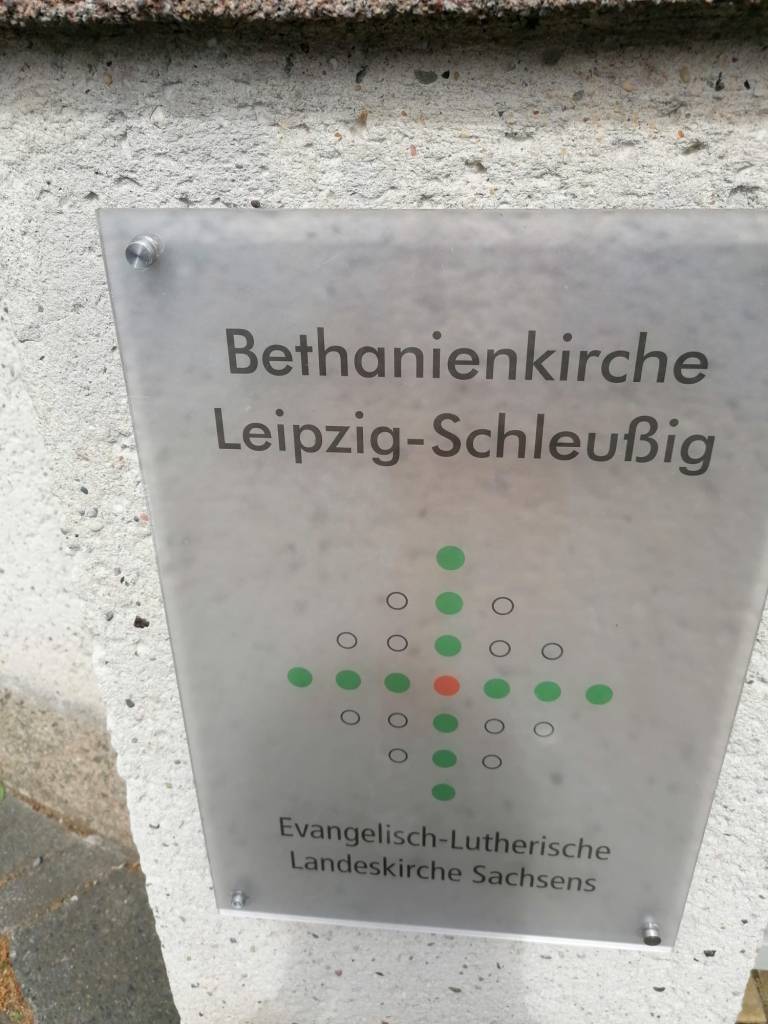 Bethanienkirche
Leipzig-Schleußig
Evangelisch-Lutherische
Landeskirche Sachsens